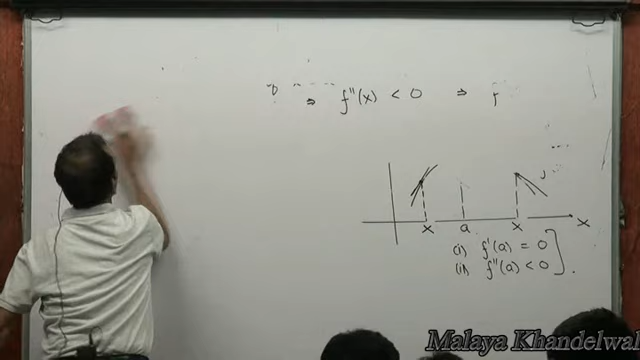 ⇒ f''(x) < 0 ⇒ f
x a x x
(i) f'(a) = 0
(ii) f''(a) < 0 ] .
Malaya Khandelwal